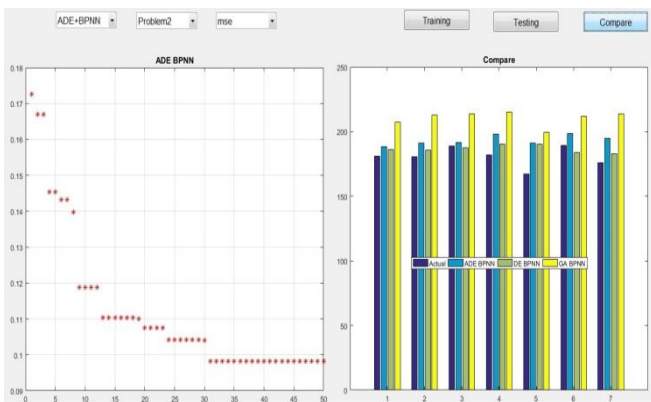 ADE+BPNN Problem2 mse Training Testing Compare
ADE BPNN
0.18
0.17
0.16
0.15
0.14
0.13
0.12
0.11
0.1
0.09
0 5 10 15 20 25 30 35 40 45 50
Compare
250
200
150
100
50
0
Actual ADE BPNN DE BPNN GA BPNN
1 2 3 4 5 6 7